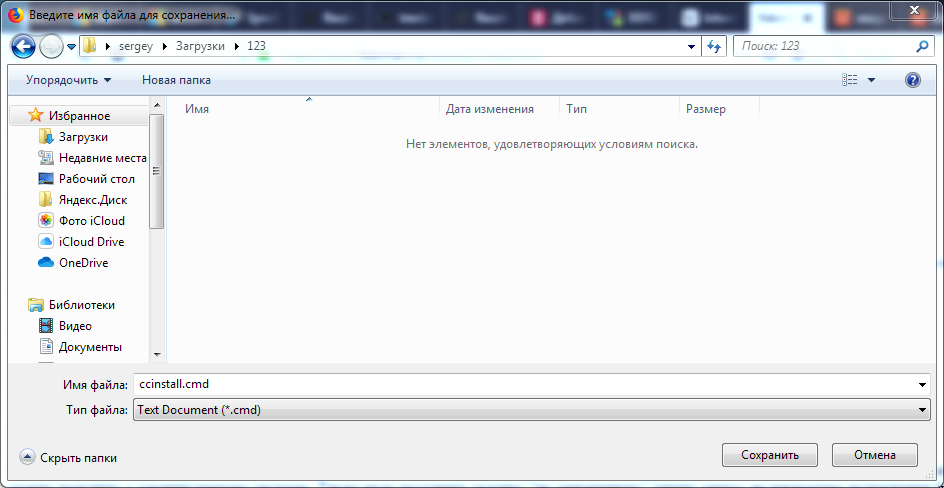 Введите имя файла для сохранения...
sergey Загрузки 123
Поиск: 123
Упорядочить Новая папка
Имя Дата изменения Тип Размер
Нет элементов, удовлетворяющих условиям поиска.
Избранное
Загрузки
Недавние места
Рабочий стол
Яндекс.Диск
Фото iCloud
iCloud Drive
OneDrive
Библиотеки
Видео
Документы
Имя файла: ccinstall.cmd
Тип файла: Text Document (*.cmd)
Скрыть папки
Сохранить Отмена